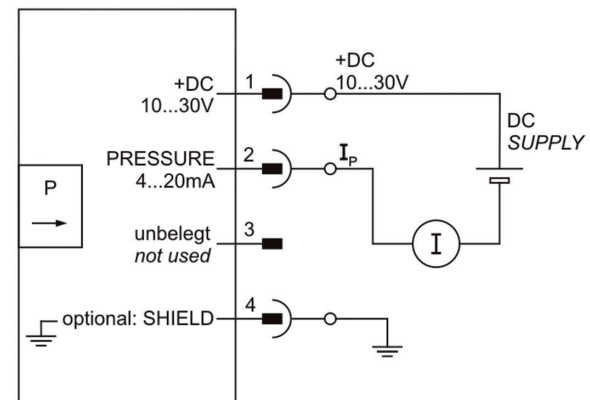 +DC
10...30V
1
+DC
10...30V
DC
SUPPLY
PRESSURE
4...20mA
2
IP
P
unbelegt
not used
3
I
optional: SHIELD
4